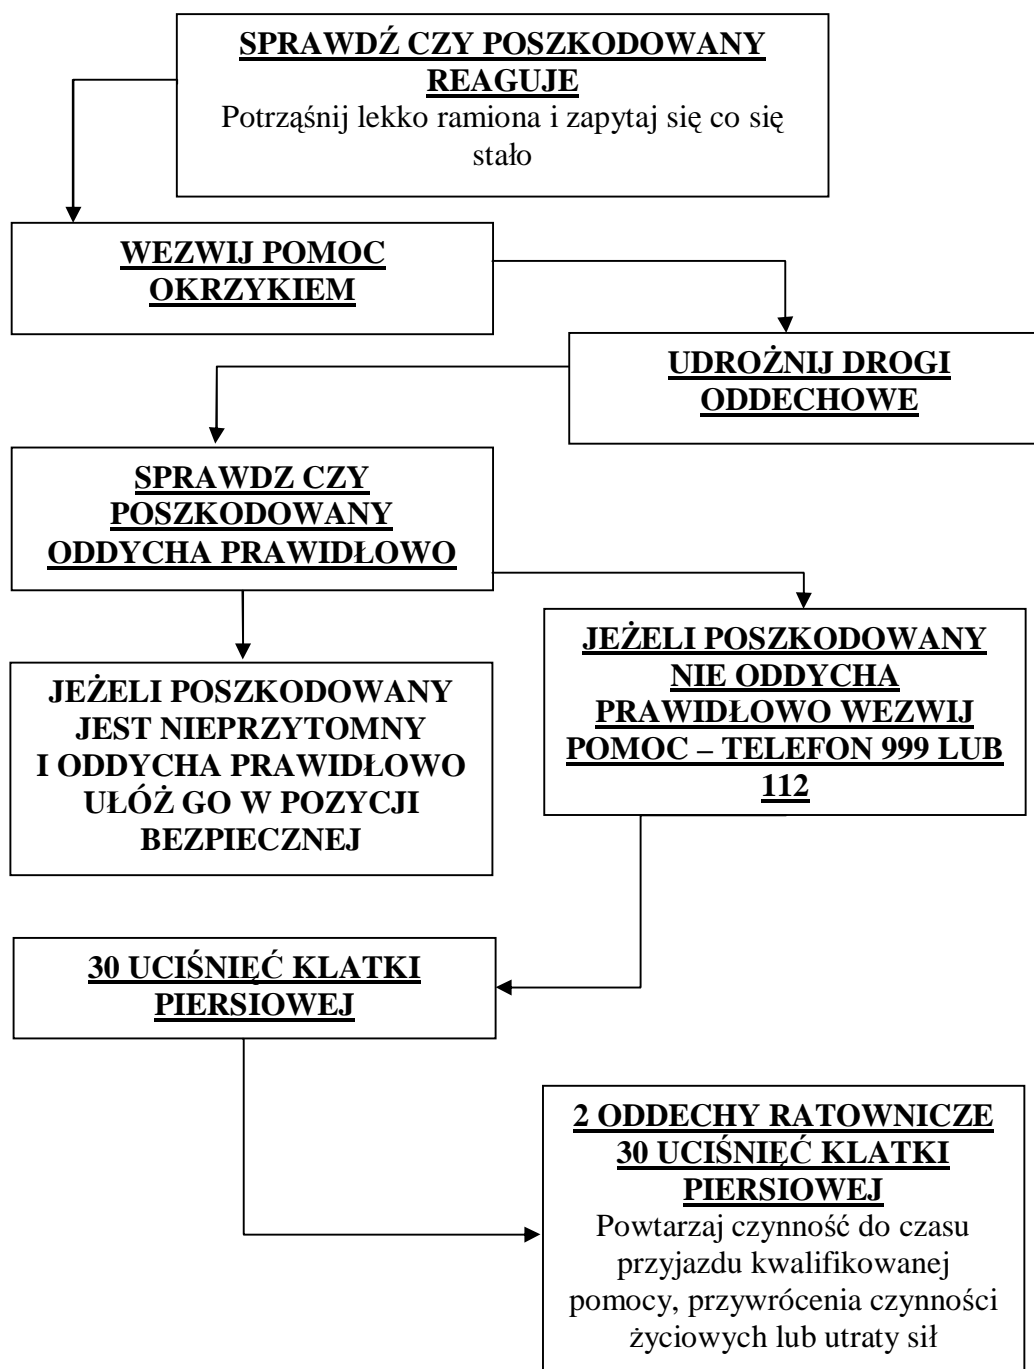 SPRAWDŹ CZY POSZKODOWANY
REAGUJE
Potrząśnij lekko ramiona i zapytaj się co się
stało
WEZWIJ POMOC
OKRZYKIEM
UDROŻNIJ DROGI
ODDECHOWE
SPRAWDZ CZY
POSZKODOWANY
ODDYCHA PRAWIDŁOWO
JEŻELI POSZKODOWANY
JEST NIEPRZYTOMNY
I ODDYCHA PRAWIDŁOWO
UŁÓŻ GO W POZYCJI
BEZPIECZNEJ
JEŻELI POSZKODOWANY
NIE ODDYCHA
PRAWIDŁOWO WEZWIJ
POMOC – TELEFON 999 LUB
112
30 UCIŚNIĘĆ KLATKI
PIERSIOWEJ
2 ODDECHY RATOWNICZE
30 UCIŚNIĘĆ KLATKI
PIERSIOWEJ
Powtarzaj czynność do czasu
przyjazdu kwalifikowanej
pomocy, przywrócenia czynności
życiowych lub utraty sił